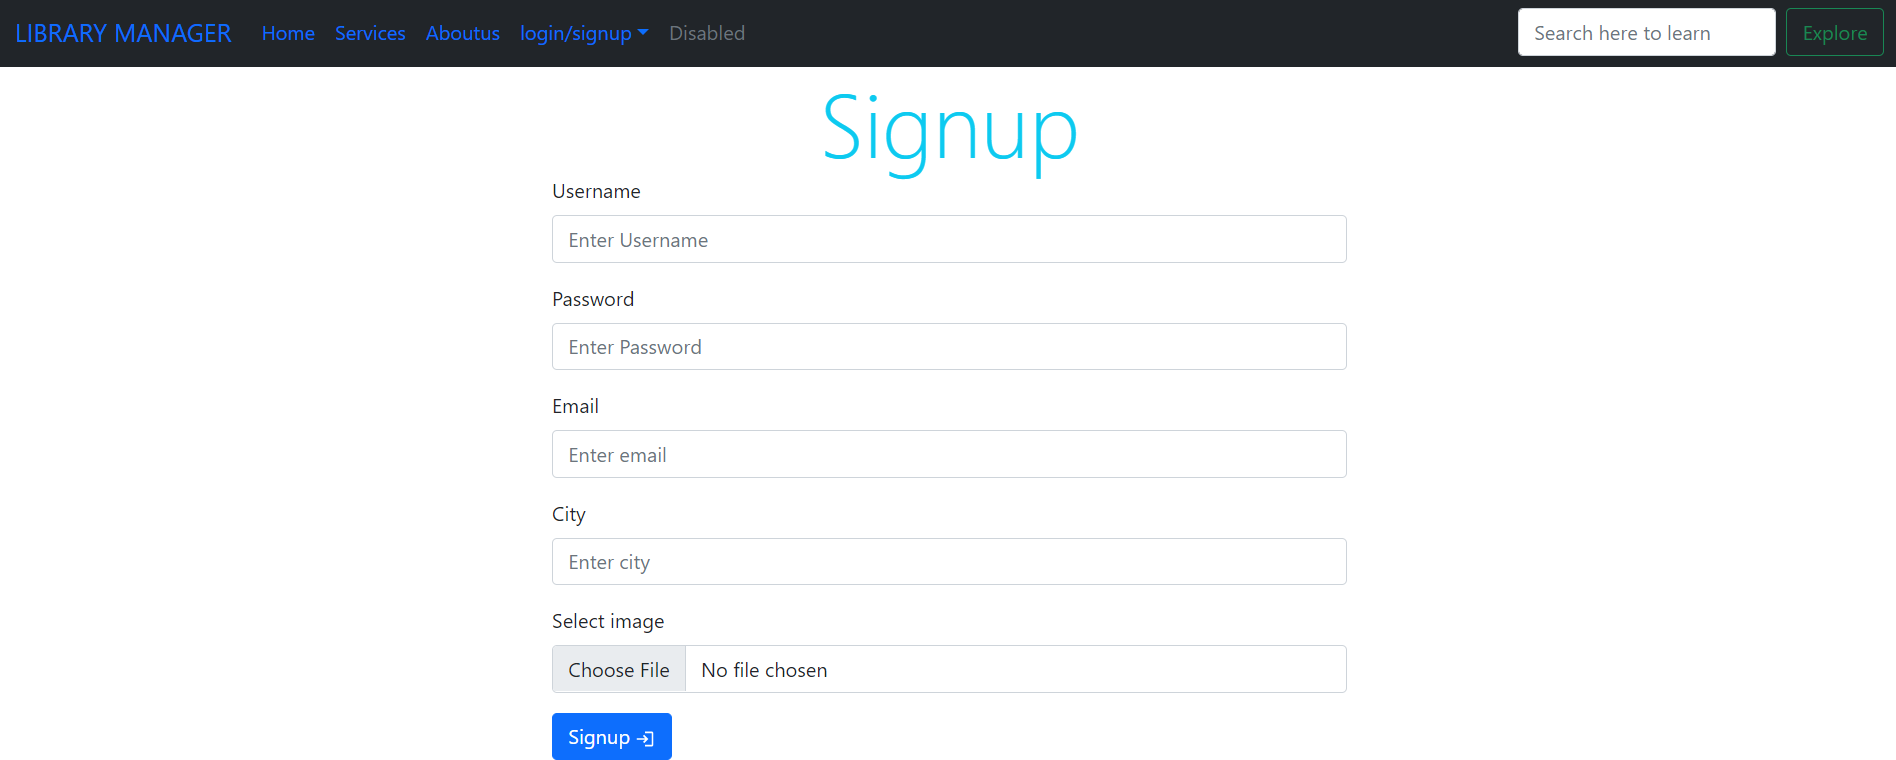 LIBRARY MANAGER Home Services Aboutus login/signup Disabled Search here to learn Explore
Signup
Username
Enter Username
Password
Enter Password
Email
Enter email
City
Enter city
Select image
Choose File No file chosen
Signup